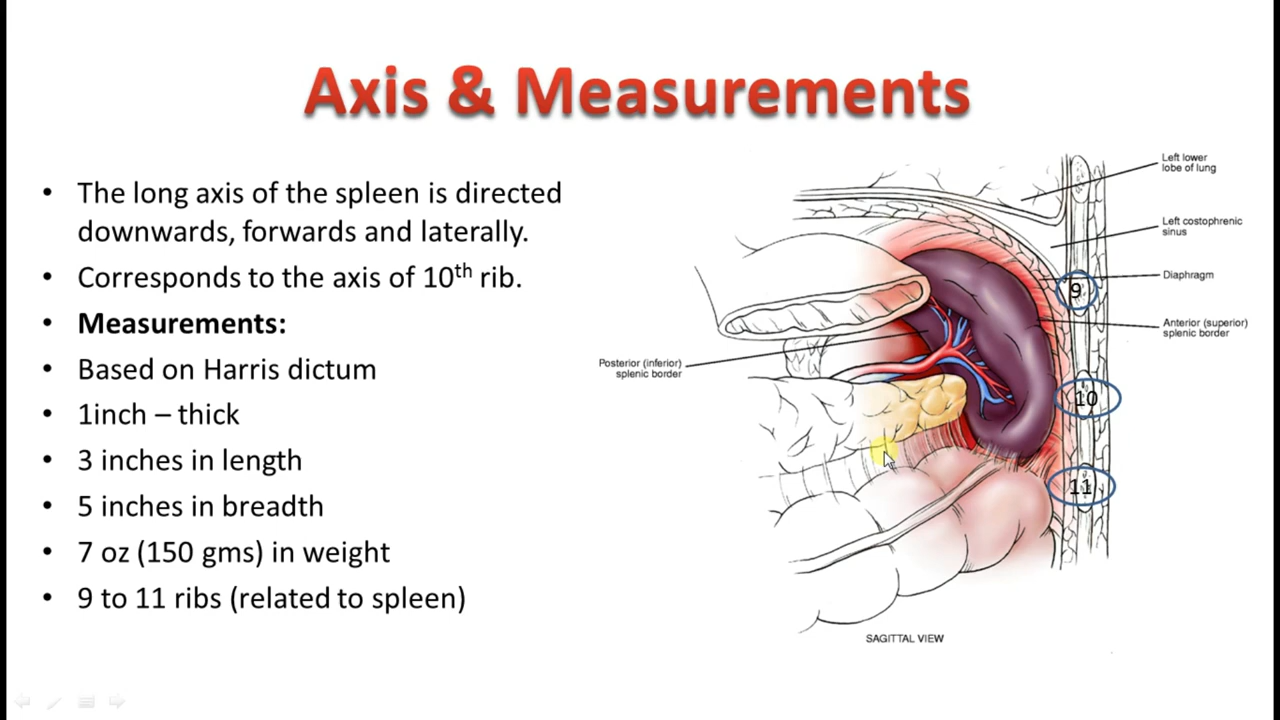 Axis & Measurements
• The long axis of the spleen is directed
downwards, forwards and laterally.
• Corresponds to the axis of 10th rib.
• Measurements:
• Based on Harris dictum
• 1inch – thick
• 3 inches in length
• 5 inches in breadth
• 7 oz (150 gms) in weight
• 9 to 11 ribs (related to spleen)
Left lower
lobe of lung
Left costophrenic
sinus
Diaphragm
9
Anterior (superior)
splenic border
Posterior (inferior)
splenic border
10
11
SAGITTAL VIEW